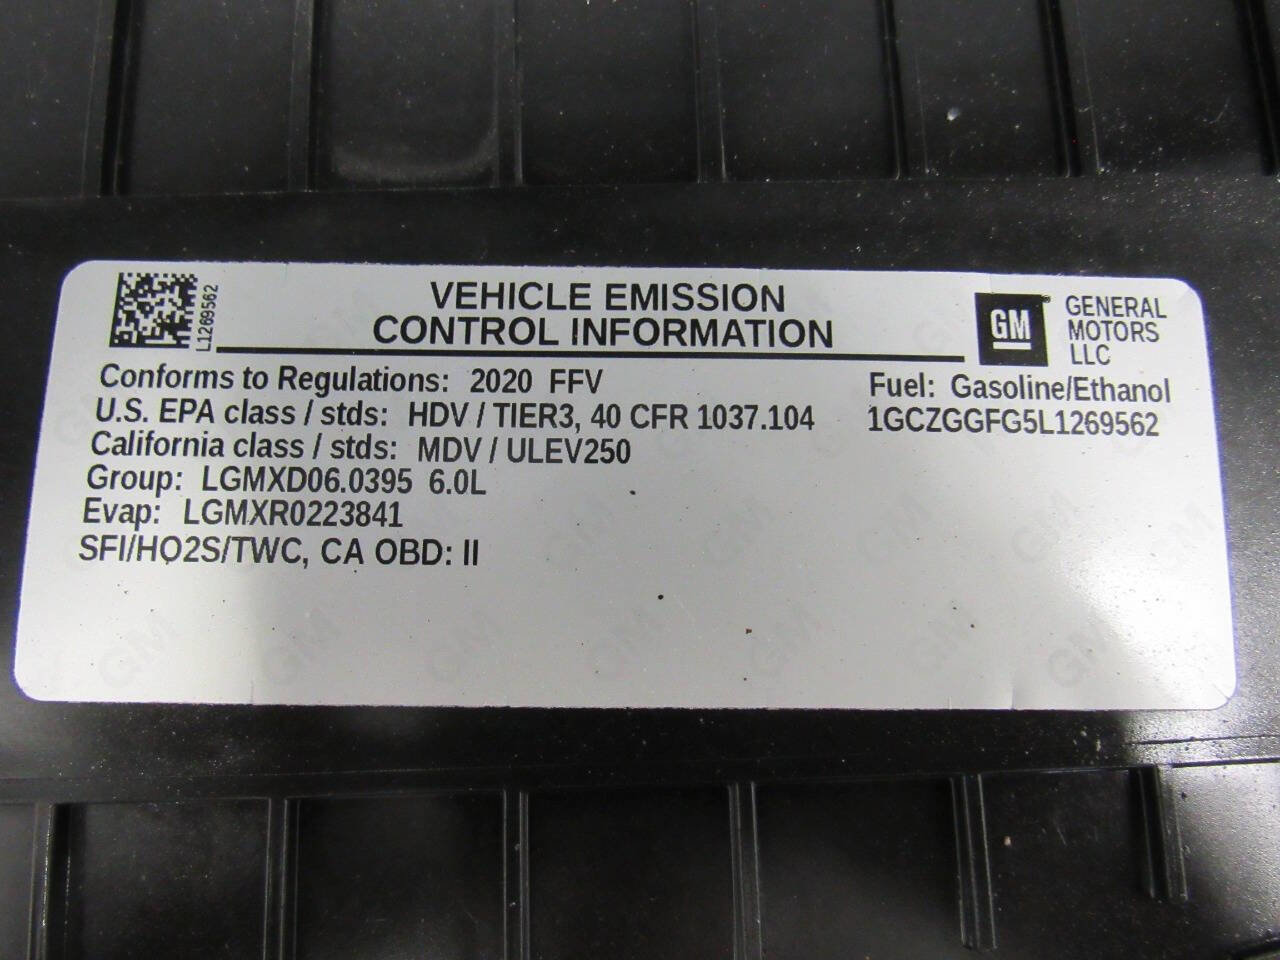 L1269562
VEHICLE EMISSION
CONTROL INFORMATION
GM
GENERAL
MOTORS
LLC
Conforms to Regulations: 2020 FFV
Fuel: Gasoline/Ethanol
U.S. EPA class / stds: HDV / TIER3, 40 CFR 1037.104
1GCZGGFG5L1269562
California class / stds: MDV / ULEV250
Group: LGMXD06.0395 6.0L
Evap: LGMXR0223841
SFI/HO2S/TWC, CA OBD: II